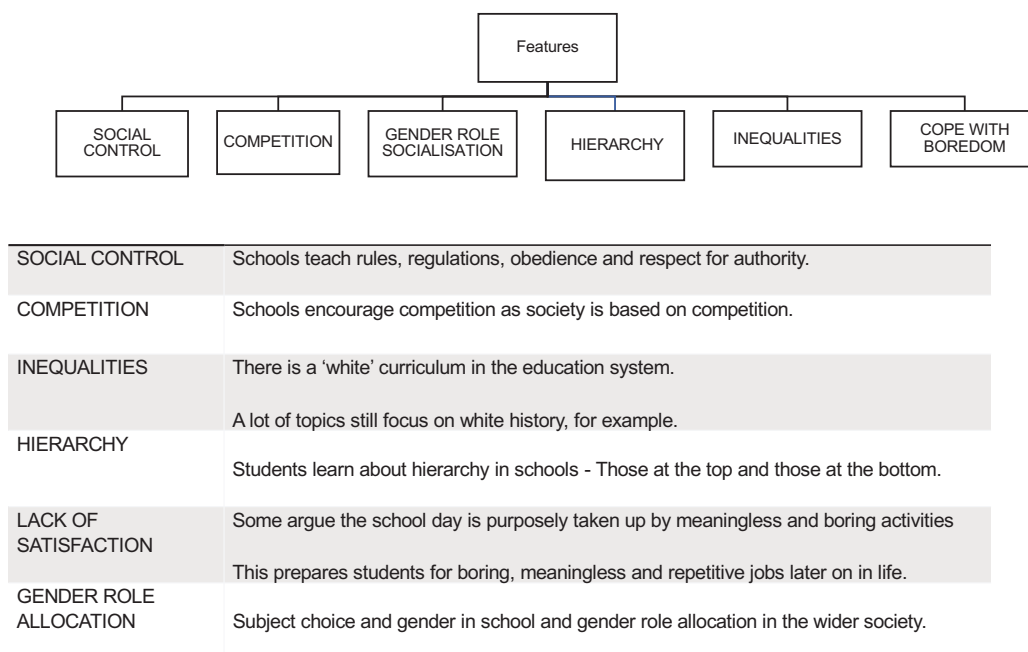 Features
SOCIAL
CONTROL
COMPETITION
GENDER ROLE
SOCIALISATION
HIERARCHY
INEQUALITIES
COPE WITH
BOREDOM
SOCIAL CONTROL
Schools teach rules, regulations, obedience and respect for authority.
COMPETITION
Schools encourage competition as society is based on competition.
INEQUALITIES
There is a ‘white’ curriculum in the education system.
A lot of topics still focus on white history, for example.
HIERARCHY
Students learn about hierarchy in schools - Those at the top and those at the bottom.
LACK OF
SATISFACTION
Some argue the school day is purposely taken up by meaningless and boring activities
This prepares students for boring, meaningless and repetitive jobs later on in life.
GENDER ROLE
ALLOCATION
Subject choice and gender in school and gender role allocation in the wider society.